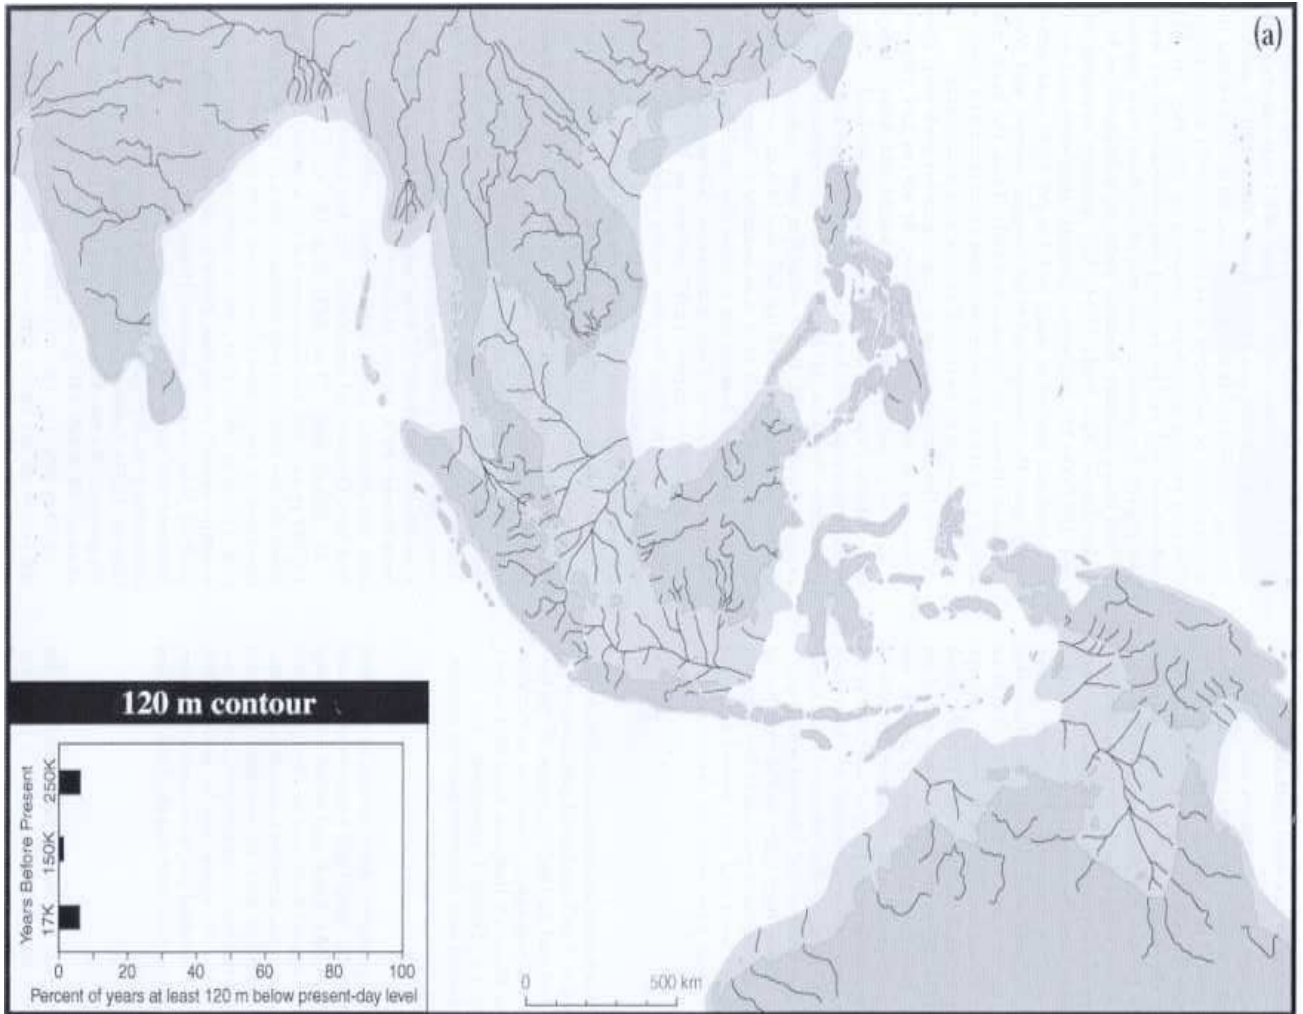 (a)
120 m contour
Years Before Present
250K
150K
17K
0 20 40 60 80 100
Percent of years at least 120 m below present-day level
0 500 km